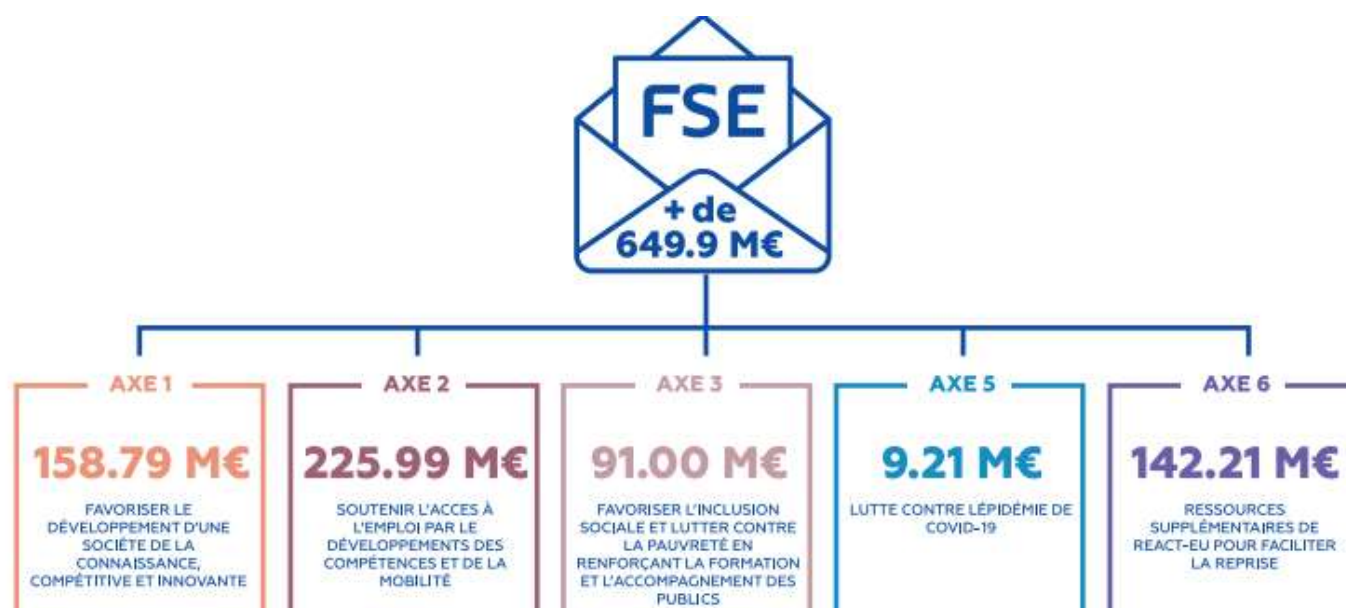 FSE
+ de
649.9 M€
AXE 1
158.79 M€
FAVORISER LE
DÉVELOPPEMENT D'UNE
SOCIÉTE DE LA
CONNAISSANCE,
COMPÉTITIVE ET INNOVANTE
AXE 2
225.99 M€
SOUTENIR L'ACCES À
L'EMPLOI PAR LE
DÉVELOPPEMENTS DES
COMPÉTENCES ET DE LA
MOBILITÉ
AXE 3
91.00 M€
FAVORISER L'INCLUSION
SOCIALE ET LUTTER CONTRE
LA PAUVRETÉ EN
RENFORÇANT LA FORMATION
ET L'ACCOMPAGNEMENT DES
PUBLICS
AXE 5
9.21 M€
LUTTE CONTRE LÉPIDÉMIE DE
COVID-19
AXE 6
142.21 M€
RESSOURCES
SUPPLÉMENTAIRES DE
REACT-EU POUR FACILITER
LA REPRISE